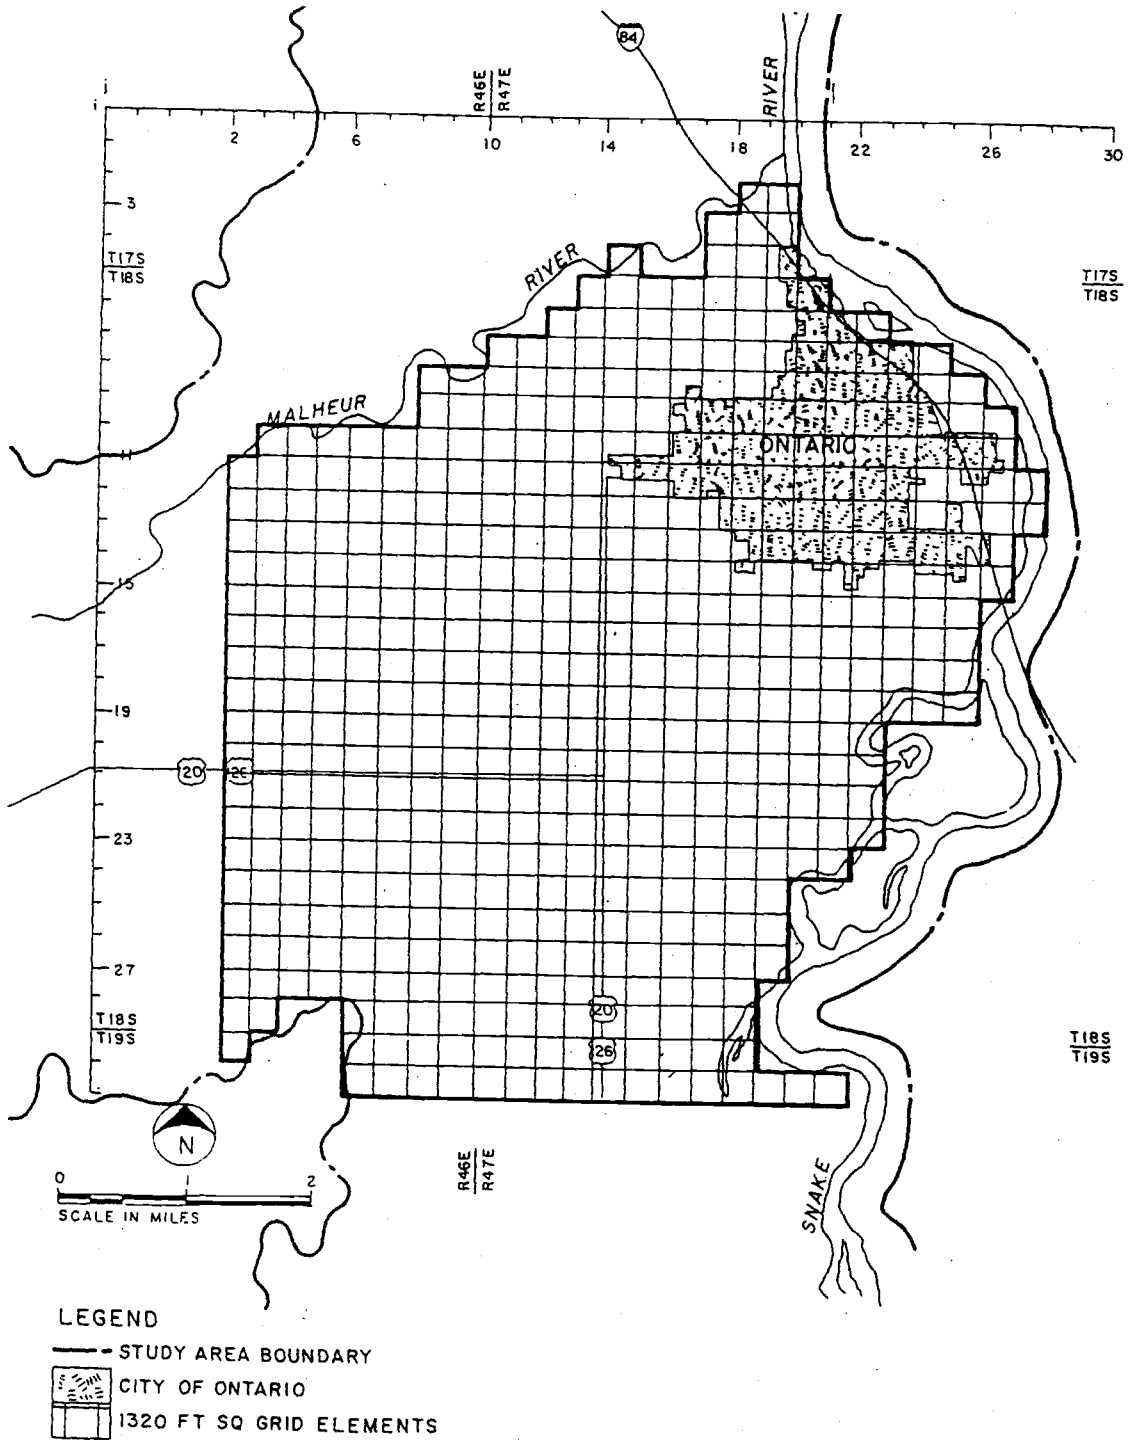 84
RIVER
R46E
R47E
i
i
2
6
10
14
18
22
26
30
3
T17S
T18S
T17S
T18S
RIVER
MALHEUR
ONTARIO
11
15
19
20
26
23
27
20
26
T18S
T19S
T18S
T19S
N
R46E
R47E
0
2
SCALE IN MILES
SNAKE
LEGEND
STUDY AREA BOUNDARY
CITY OF ONTARIO
1320 FT SQ GRID ELEMENTS